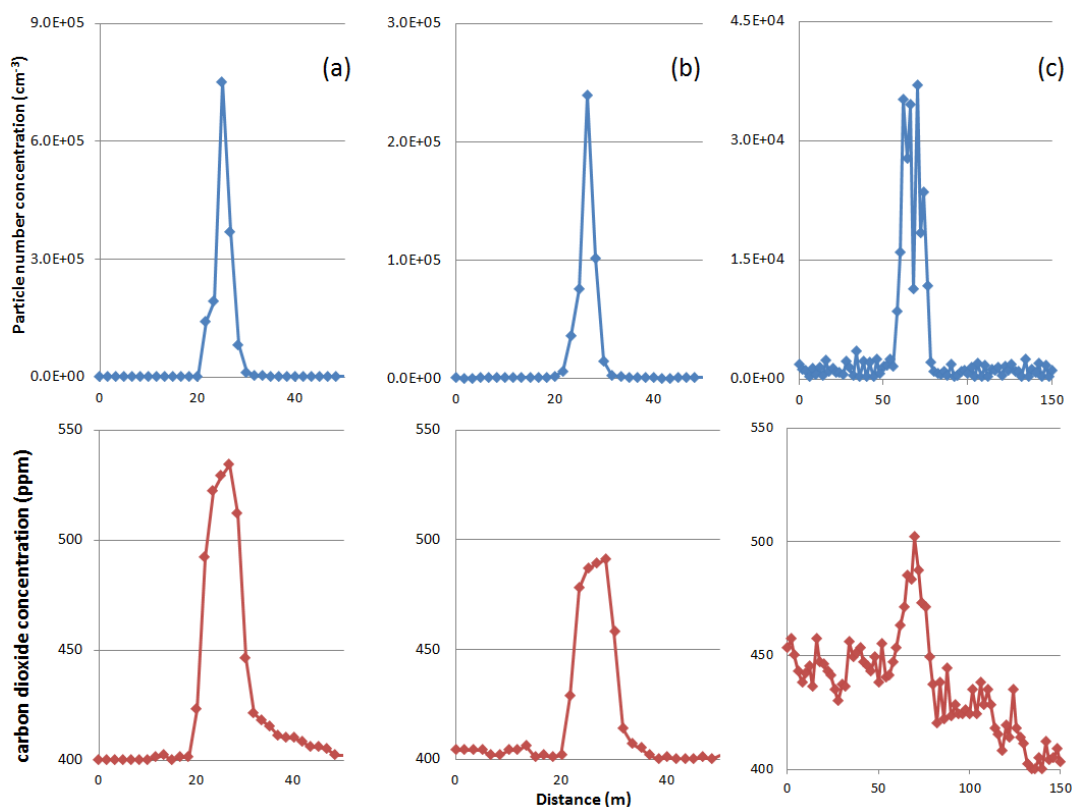 Particle number concentration (cm⁻³)
9.0E+05
6.0E+05
3.0E+05
0.0E+00
0
20
40
(a)
3.0E+05
2.0E+05
1.0E+05
0.0E+00
0
20
40
(b)
4.5E+04
3.0E+04
1.5E+04
0.0E+00
0
50
100
150
(c)
carbon dioxide concentration (ppm)
550
500
450
400
0
20
40
550
500
450
400
0
20
40
550
500
450
400
0
50
100
150
Distance (m)